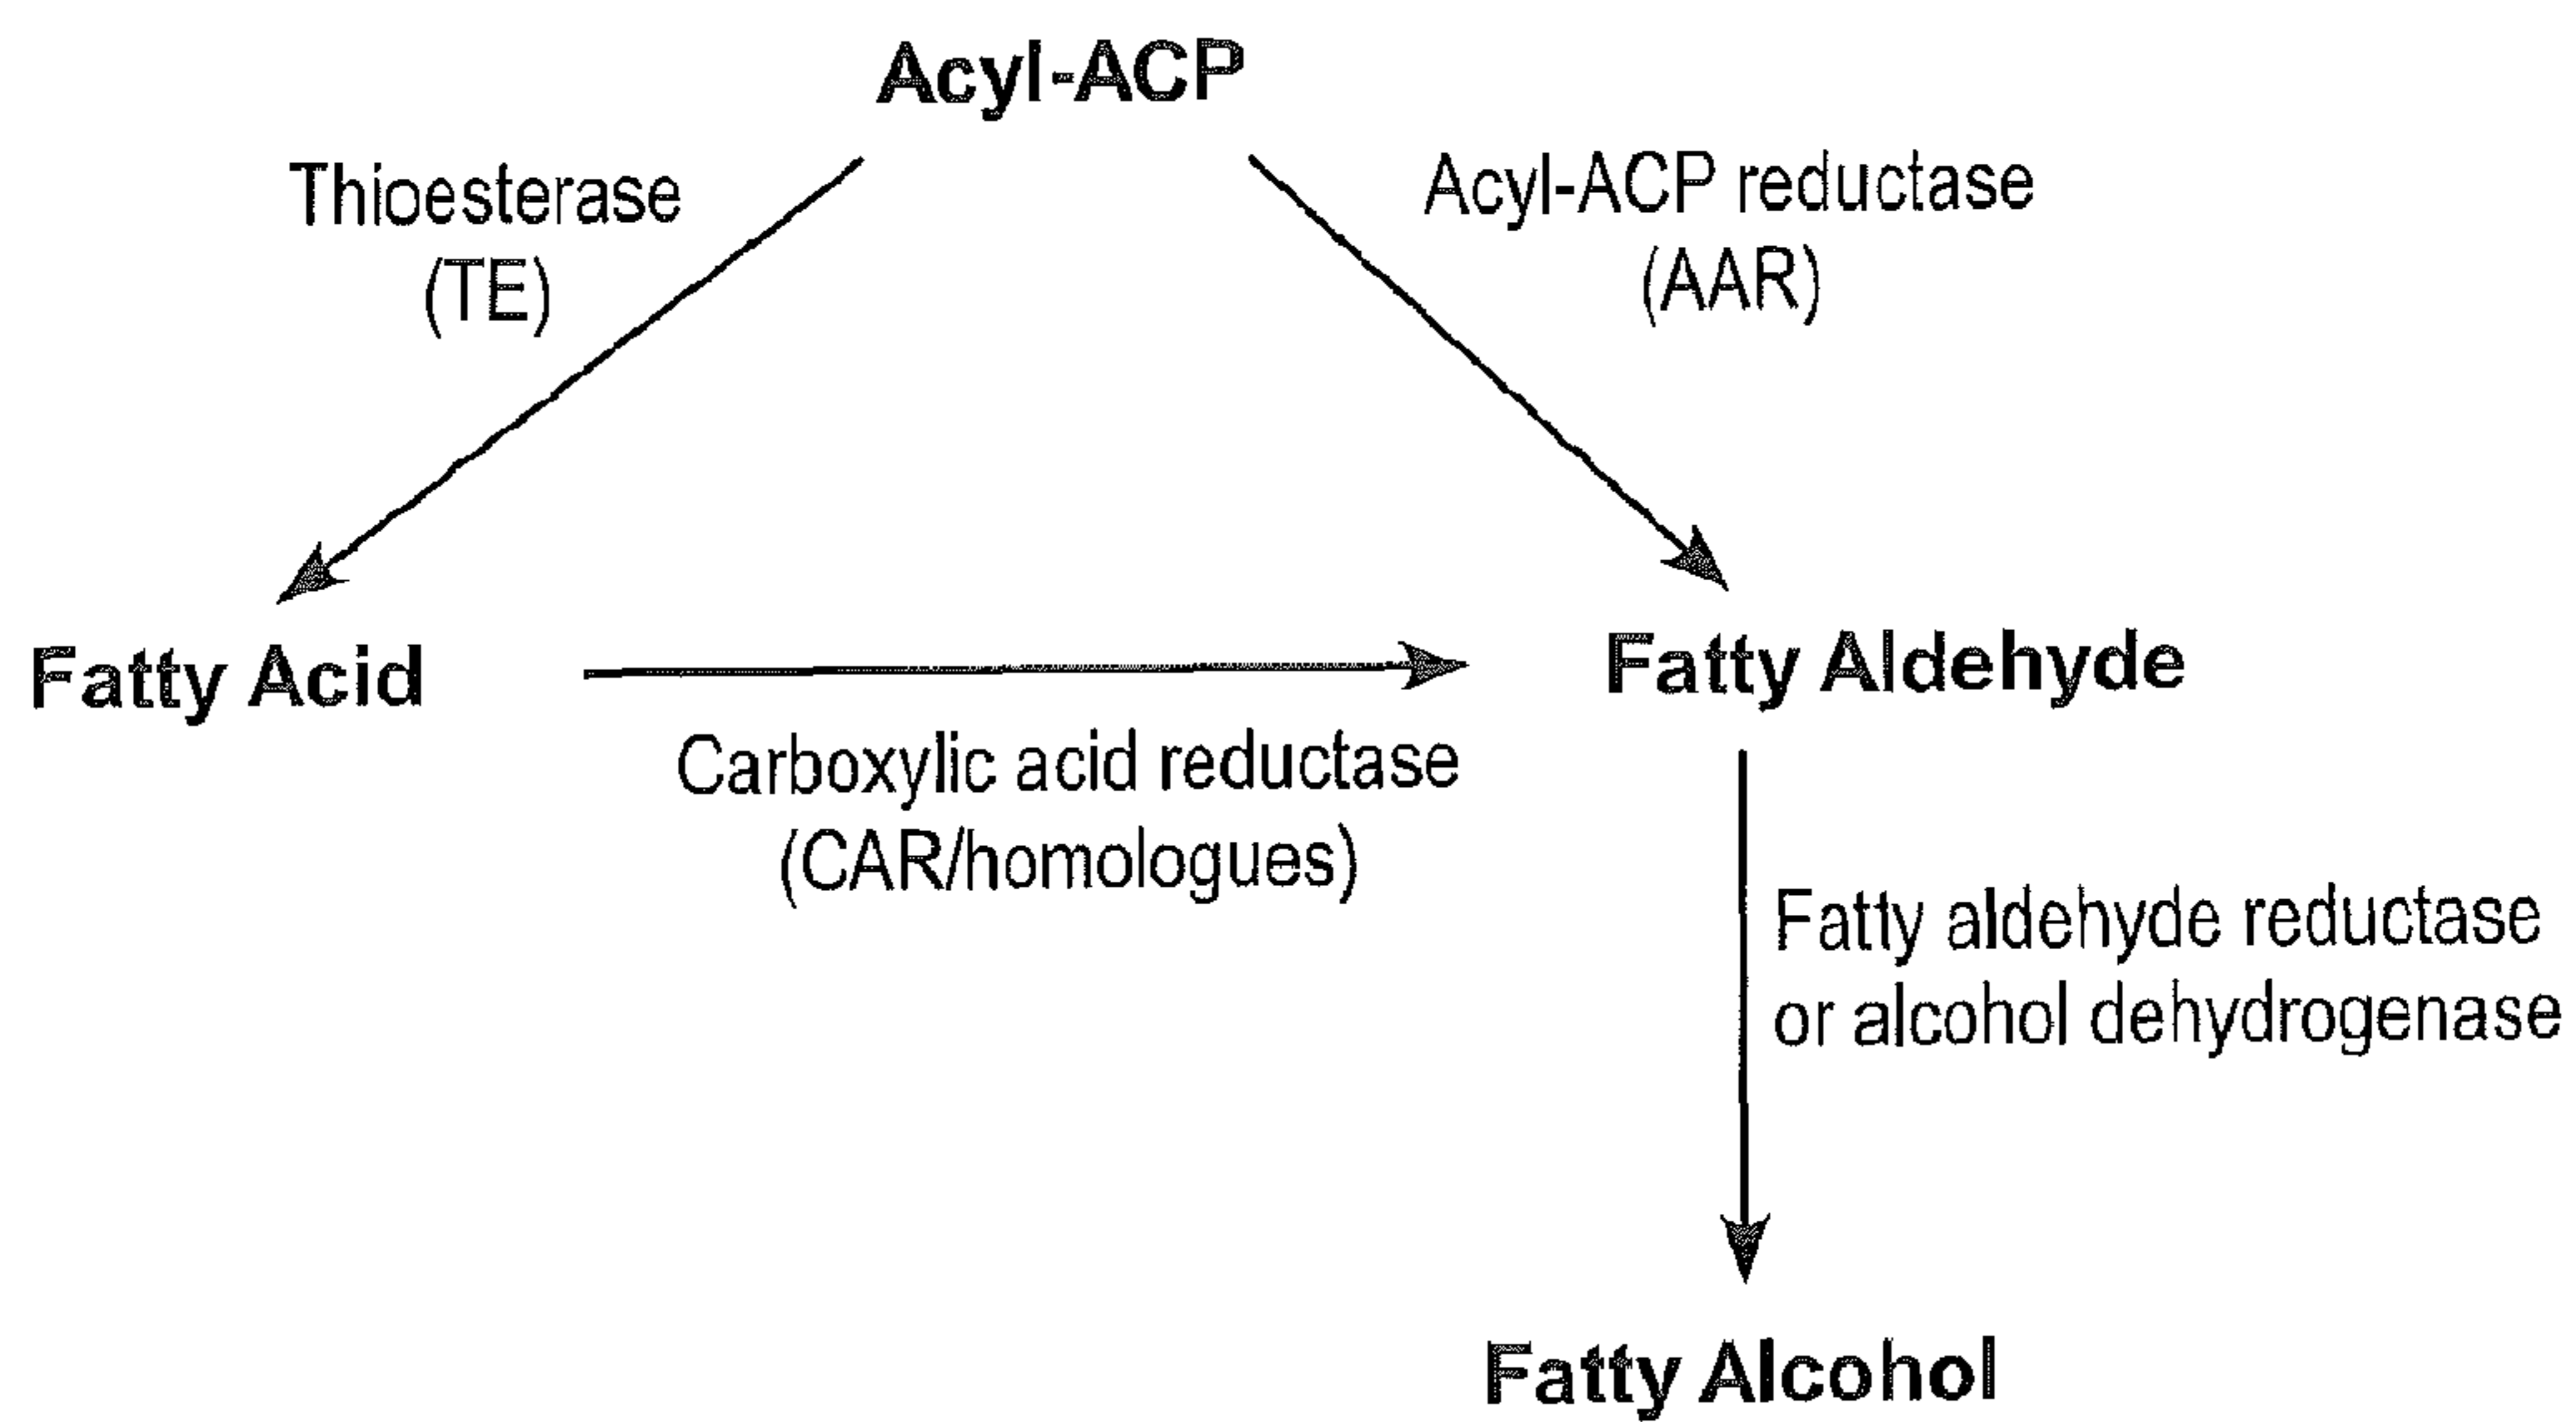 Acyl-ACP
Thioesterase
(TE)
Acyl-ACP reductase
(AAR)
Fatty Acid
Fatty Aldehyde
Carboxylic acid reductase
(CAR/homologues)
Fatty aldehyde reductase
or alcohol dehydrogenase
Fatty Alcohol